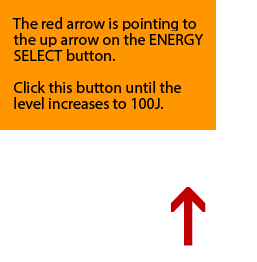 The red arrow is pointing to
the up arrow on the ENERGY
SELECT button.
Click this button until the
level increases to 100J.